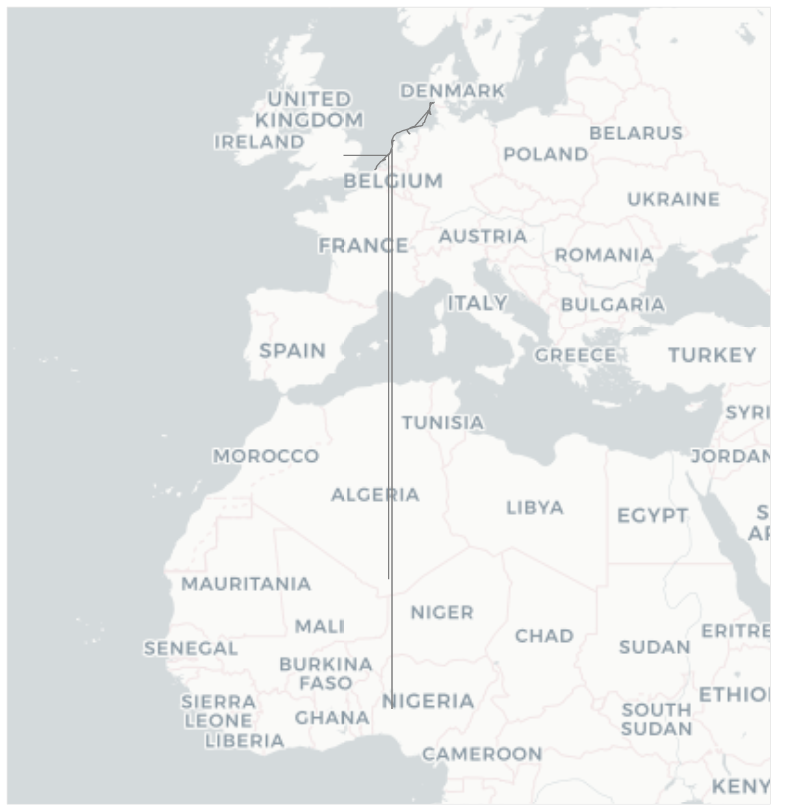 DENMARK
UNITED
KINGDOM
IRELAND
BELARUS
POLAND
BELGIUM
UKRAINE
FRANCE
AUSTRIA
ROMANIA
ITALY
BULGARIA
SPAIN
GREECE
TURKEY
SYRI
TUNISIA
MOROCCO
JORDAN
ALGERIA
LIBYA
EGYPT
S
AR
MAURITANIA
NIGER
MALI
CHAD
SUDAN
ERITRE
SENEGAL
BURKINA
FASO
NIGERIA
ETHIO
SIERRA
LEONE
GHANA
SOUTH
SUDAN
LIBERIA
CAMEROON
KENY